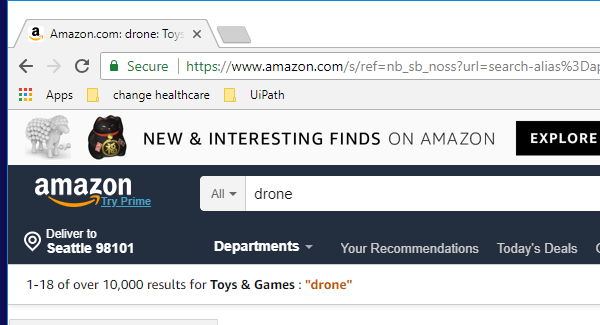 Amazon.com: drone: Toys
Secure https://www.amazon.com/s/ref=nb_sb_noss?url=search-alias%3Dap
Apps change healthcare UiPath
NEW & INTERESTING FINDS ON AMAZON EXPLORE
amazon
Try Prime
All drone
Deliver to
Seattle 98101
Departments Your Recommendations Today's Deals
1-18 of over 10,000 results for Toys & Games : "drone"